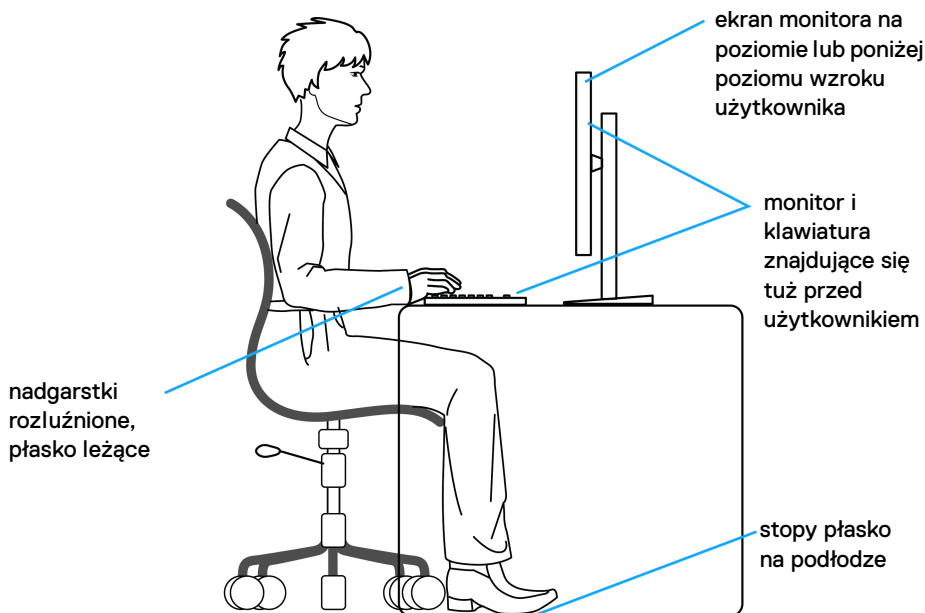 ekran monitora na
poziomie lub poniżej
poziomu wzroku
użytkownika
monitor i
klawiatura
znajdujące się
tuż przed
użytkownikiem
nadgarstki
rozluźnione,
płasko leżące
stopy płasko
na podłodze